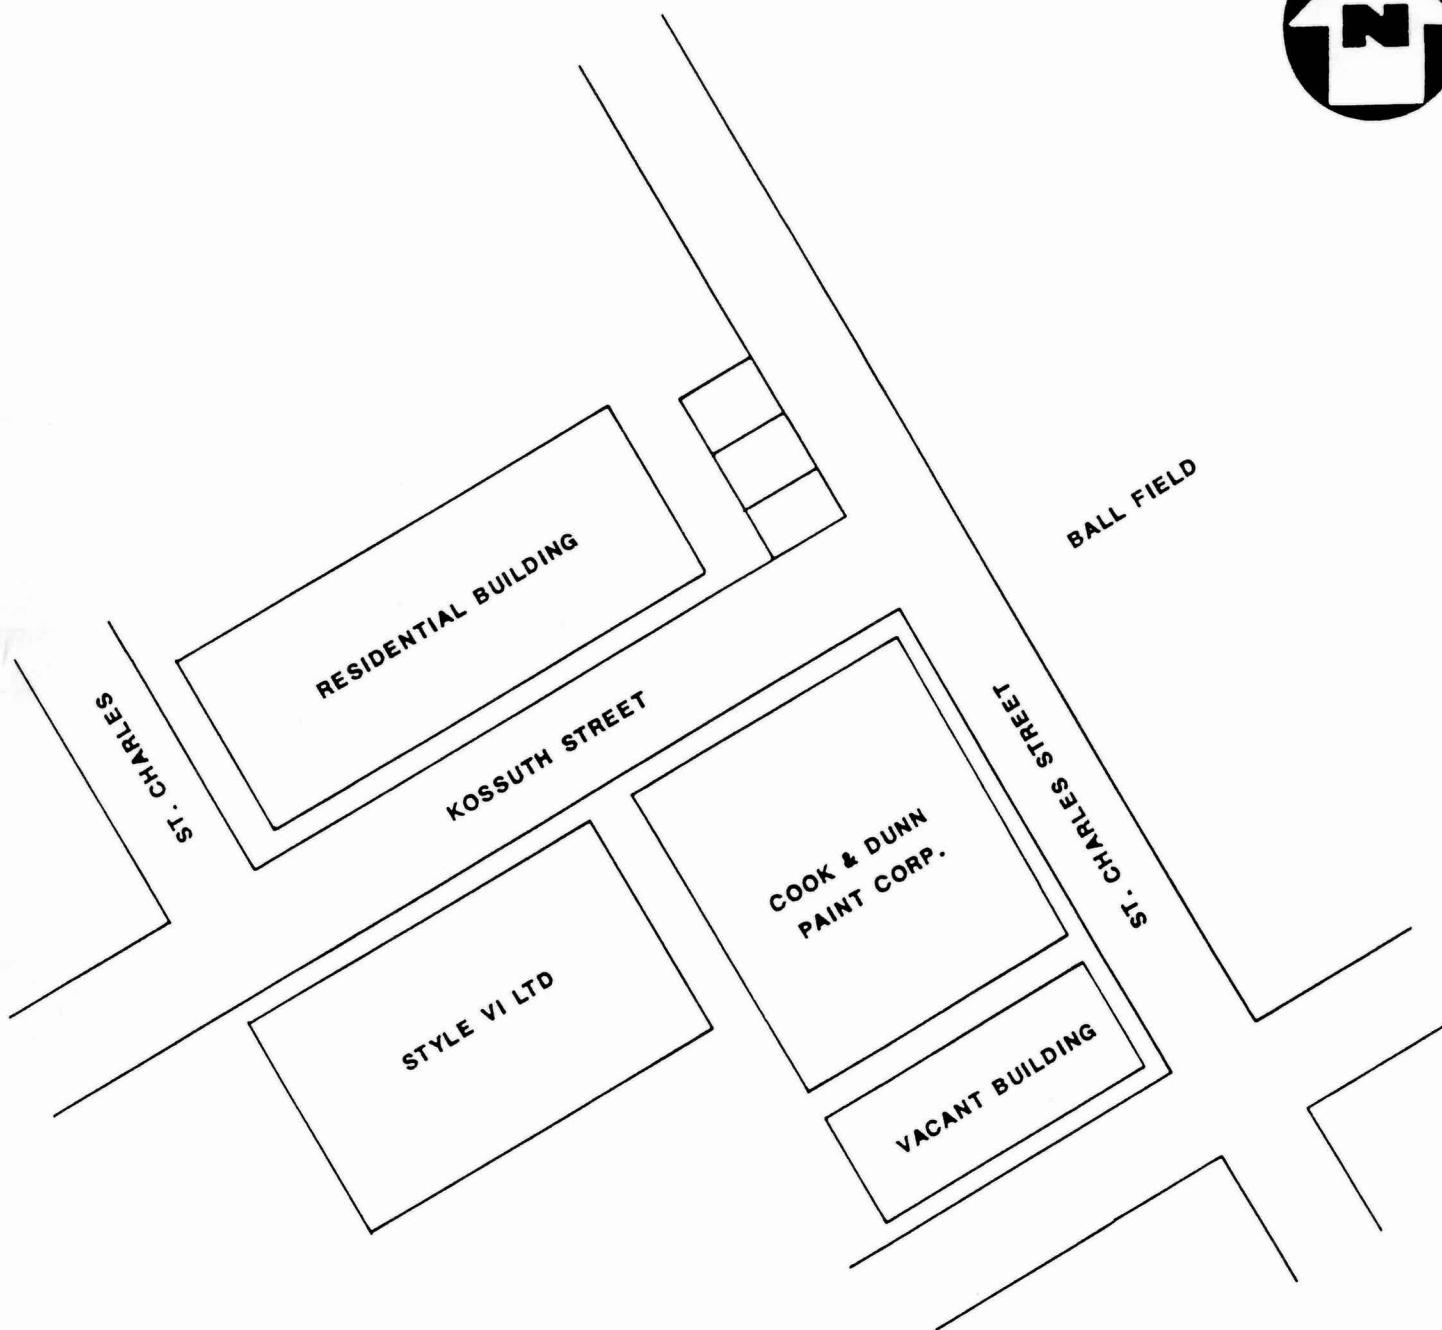 N
BALL FIELD
RESIDENTIAL BUILDING
ST. CHARLES
KOSSUTH STREET
ST. CHARLES STREET
COOK & DUNN
PAINT CORP.
STYLE VI LTD
VACANT BUILDING